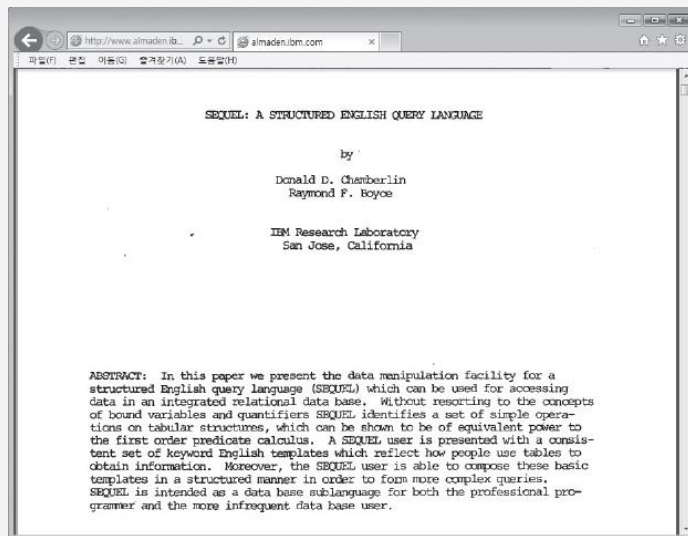 http://www.almaden.ib...
almaden.ibm.com
파일(F) 편집 이동(G) 즐겨찾기(A) 도움말(H)
SEQUEL: A STRUCTURED ENGLISH QUERY LANGUAGE
by
Donald D. Chamberlin
Raymond F. Boyce
IBM Research Laboratory
San Jose, California
ABSTRACT: In this paper we present the data manipulation facility for a
structured English query language (SEQUEL) which can be used for accessing
data in an integrated relational data base. Without resorting to the concepts
of bound variables and quantifiers SEQUEL identifies a set of simple opera-
tions on tabular structures, which can be shown to be of equivalent power to
the first order predicate calculus. A SEQUEL user is presented with a consis-
tent set of keyword English templates which reflect how people use tables to
obtain information. Moreover, the SEQUEL user is able to compose these basic
templates in a structured manner in order to form more complex queries.
SEQUEL is intended as a data base sublanguage for both the professional pro-
grammer and the more infrequent data base user.